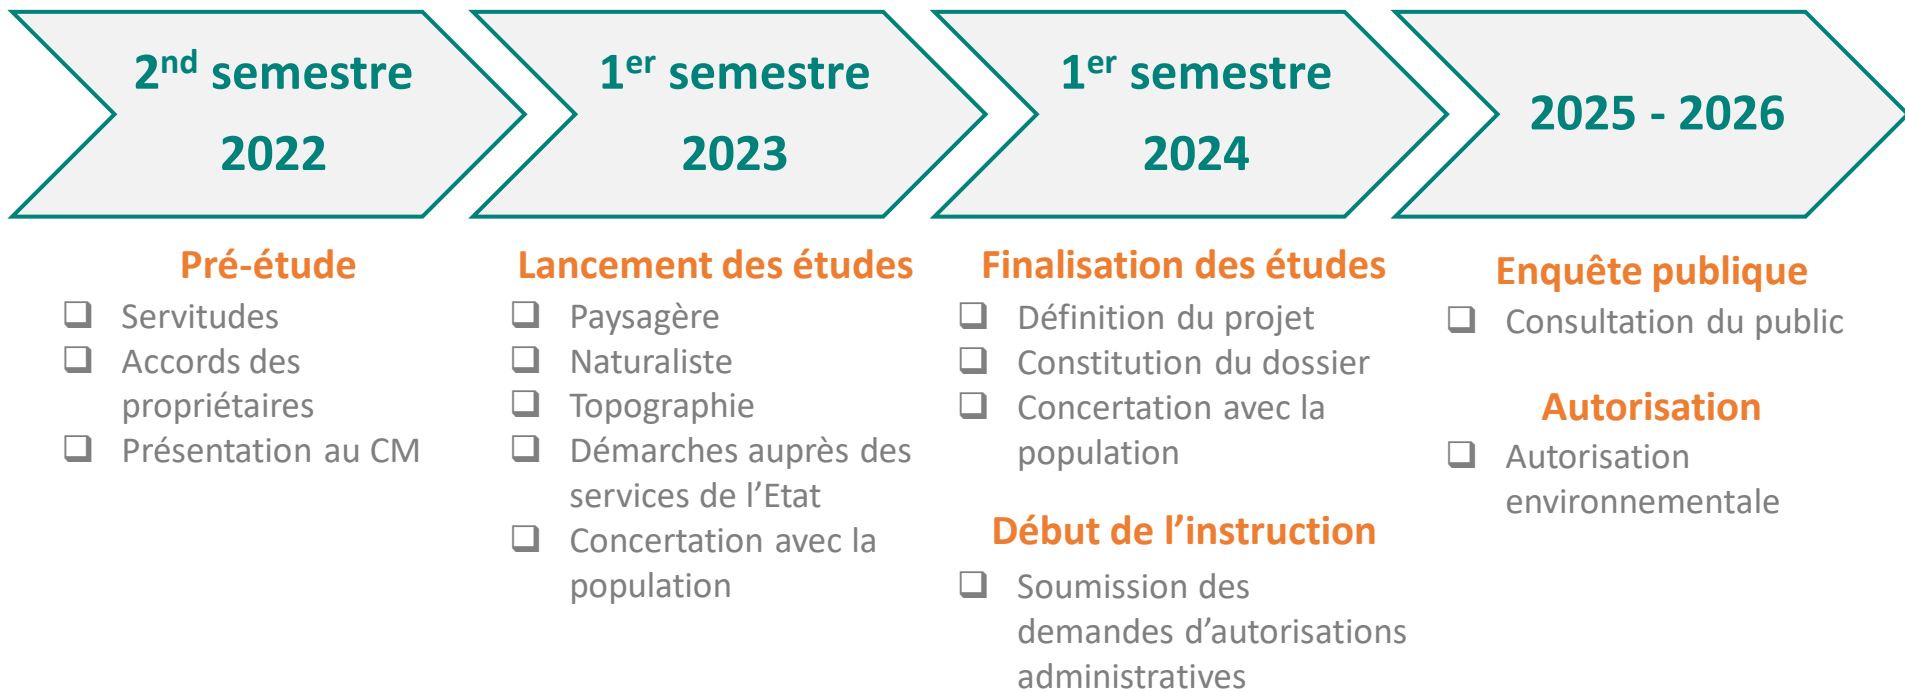 2nd semestre
2022
1er semestre
2023
1er semestre
2024
2025 - 2026
Pré-étude
❑ Servitudes
❑ Accords des
propriétaires
❑ Présentation au CM
Lancement des études
❑ Paysagère
❑ Naturaliste
❑ Topographie
❑ Démarches auprès des
services de l’Etat
❑ Concertation avec la
population
Finalisation des études
❑ Définition du projet
❑ Constitution du dossier
❑ Concertation avec la
population
Début de l’instruction
❑ Soumission des
demandes d’autorisations
administratives
Enquête publique
❑ Consultation du public
Autorisation
❑ Autorisation
environnementale